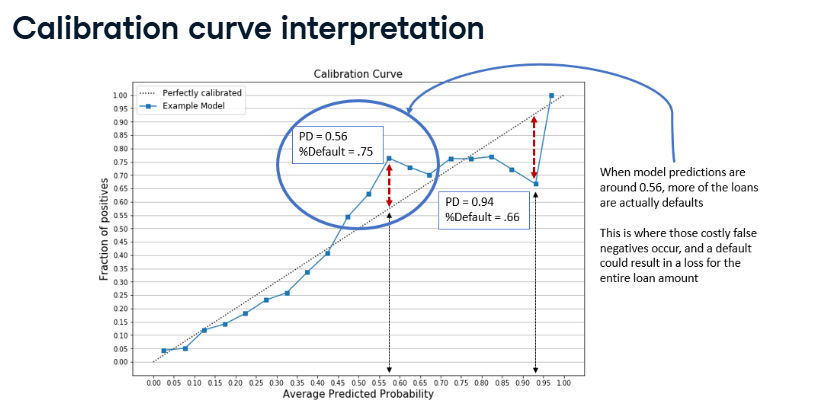 Calibration curve interpretation
Calibration Curve
Perfectly calibrated
Example Model
1.00
0.95
0.90
0.85
0.80
0.75
0.70
0.65
0.60
0.55
0.50
0.45
0.40
0.35
0.30
0.25
0.20
0.15
0.10
0.05
0.00
Fraction of positives
PD = 0.56
%Default = .75
PD = 0.94
%Default = .66
0.00 0.05 0.10 0.15 0.20 0.25 0.30 0.35 0.40 0.45 0.50 0.55 0.60 0.65 0.70 0.75 0.80 0.85 0.90 0.95 1.00
Average Predicted Probability
When model predictions are
around 0.56, more of the loans
are actually defaults
This is where those costly false
negatives occur, and a default
could result in a loss for the
entire loan amount